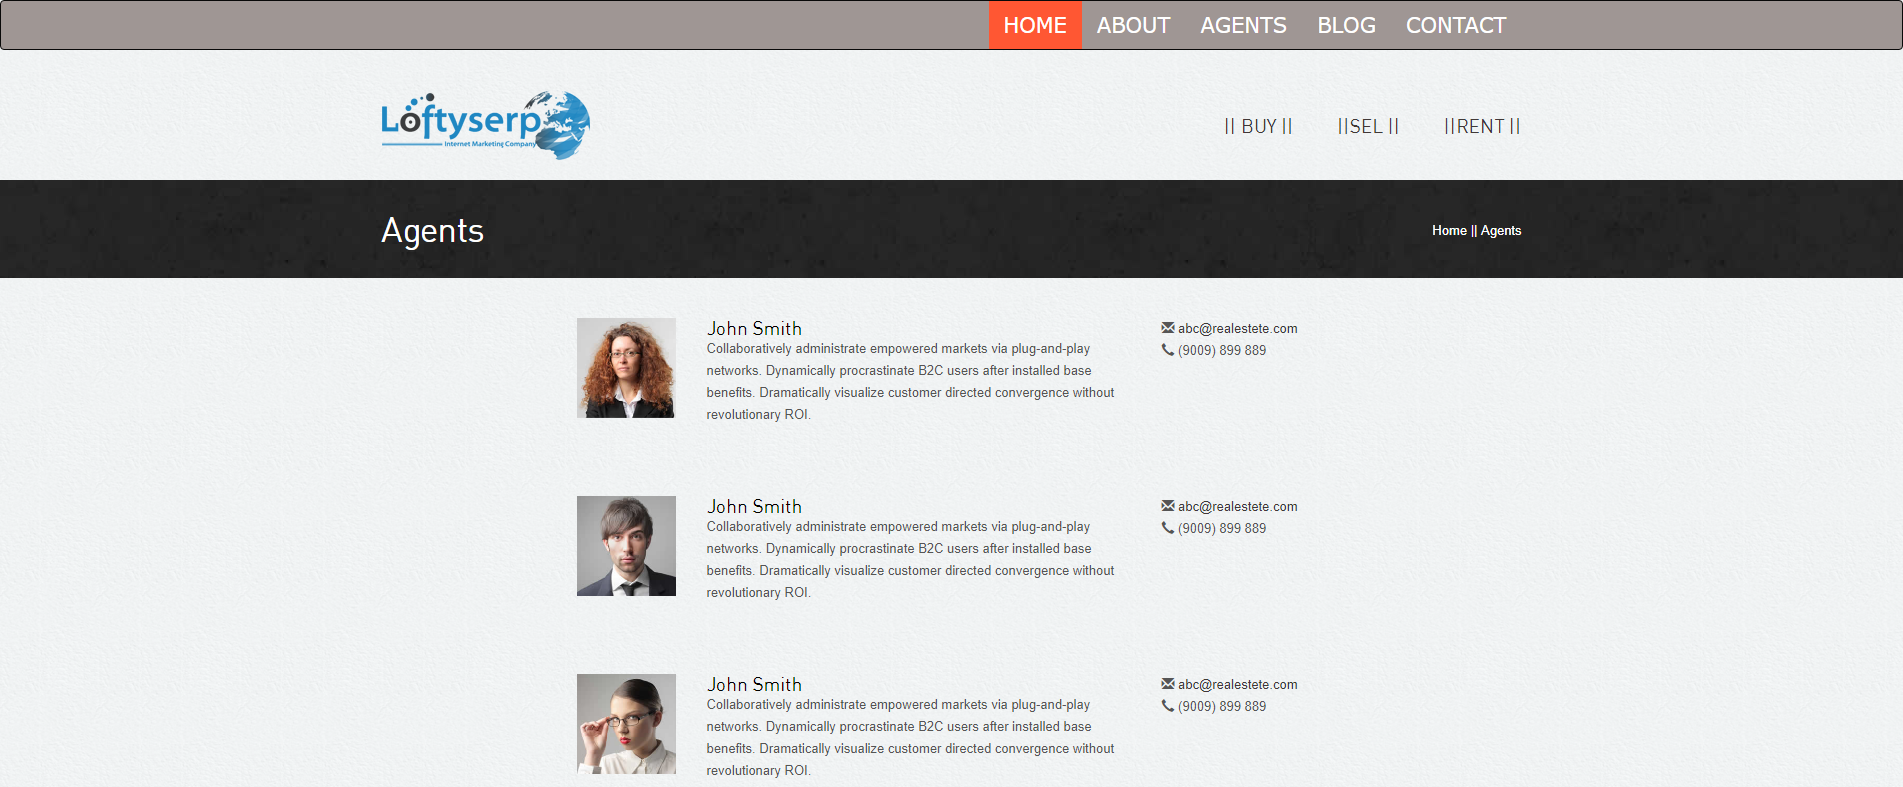 HOME ABOUT AGENTS BLOG CONTACT
Loftyserp
Internet Marketing Company
|| BUY || ||SEL || ||RENT ||
Agents
Home || Agents
John Smith
Collaboratively administrate empowered markets via plug-and-play
networks. Dynamically procrastinate B2C users after installed base
benefits. Dramatically visualize customer directed convergence without
revolutionary ROI.
abc@realestete.com
(9009) 899 889
John Smith
Collaboratively administrate empowered markets via plug-and-play
networks. Dynamically procrastinate B2C users after installed base
benefits. Dramatically visualize customer directed convergence without
revolutionary ROI.
abc@realestete.com
(9009) 899 889
John Smith
Collaboratively administrate empowered markets via plug-and-play
networks. Dynamically procrastinate B2C users after installed base
benefits. Dramatically visualize customer directed convergence without
revolutionary ROI.
abc@realestete.com
(9009) 899 889